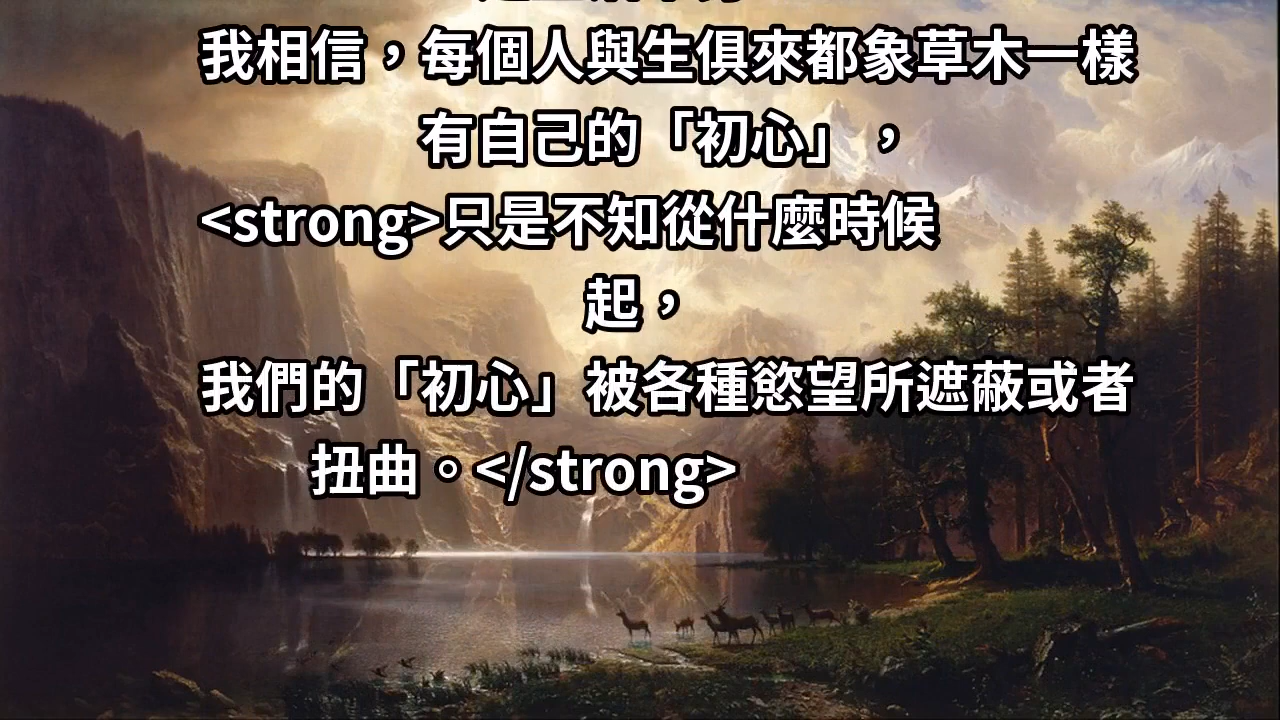 我相信，每個人與生俱來都象草木一樣
有自己的「初心」，
<strong>只是不知從什麼時候
起，
我們的「初心」被各種慾望所遮蔽或者
扭曲。</strong>